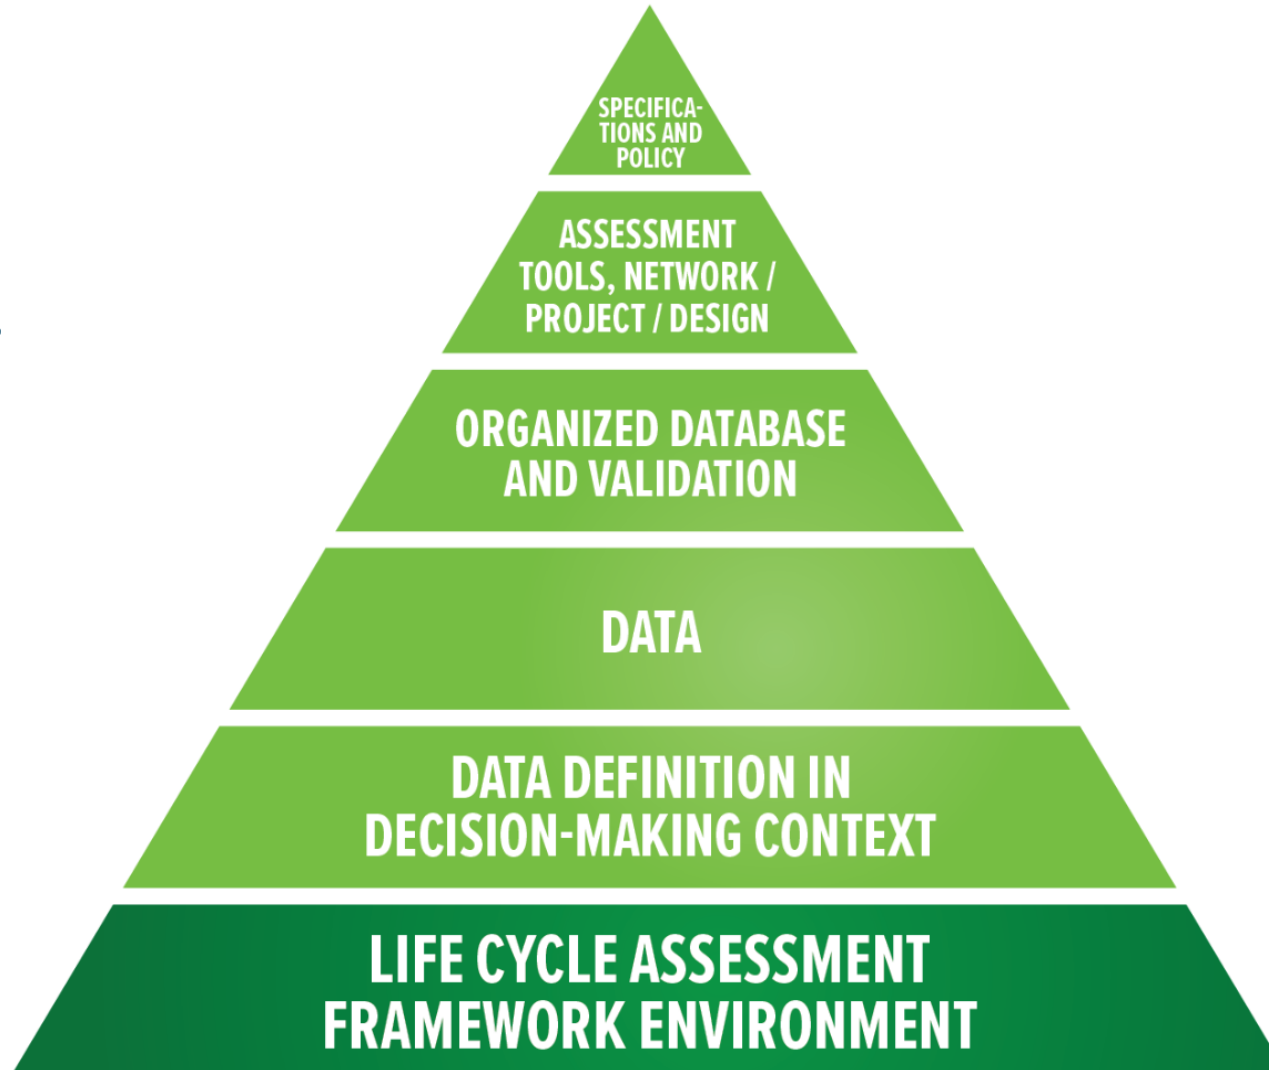 SPECIFICA-
TIONS AND
POLICY
ASSESSMENT
TOOLS, NETWORK /
PROJECT / DESIGN
ORGANIZED DATABASE
AND VALIDATION
DATA
DATA DEFINITION IN
DECISION-MAKING CONTEXT
LIFE CYCLE ASSESSMENT
FRAMEWORK ENVIRONMENT